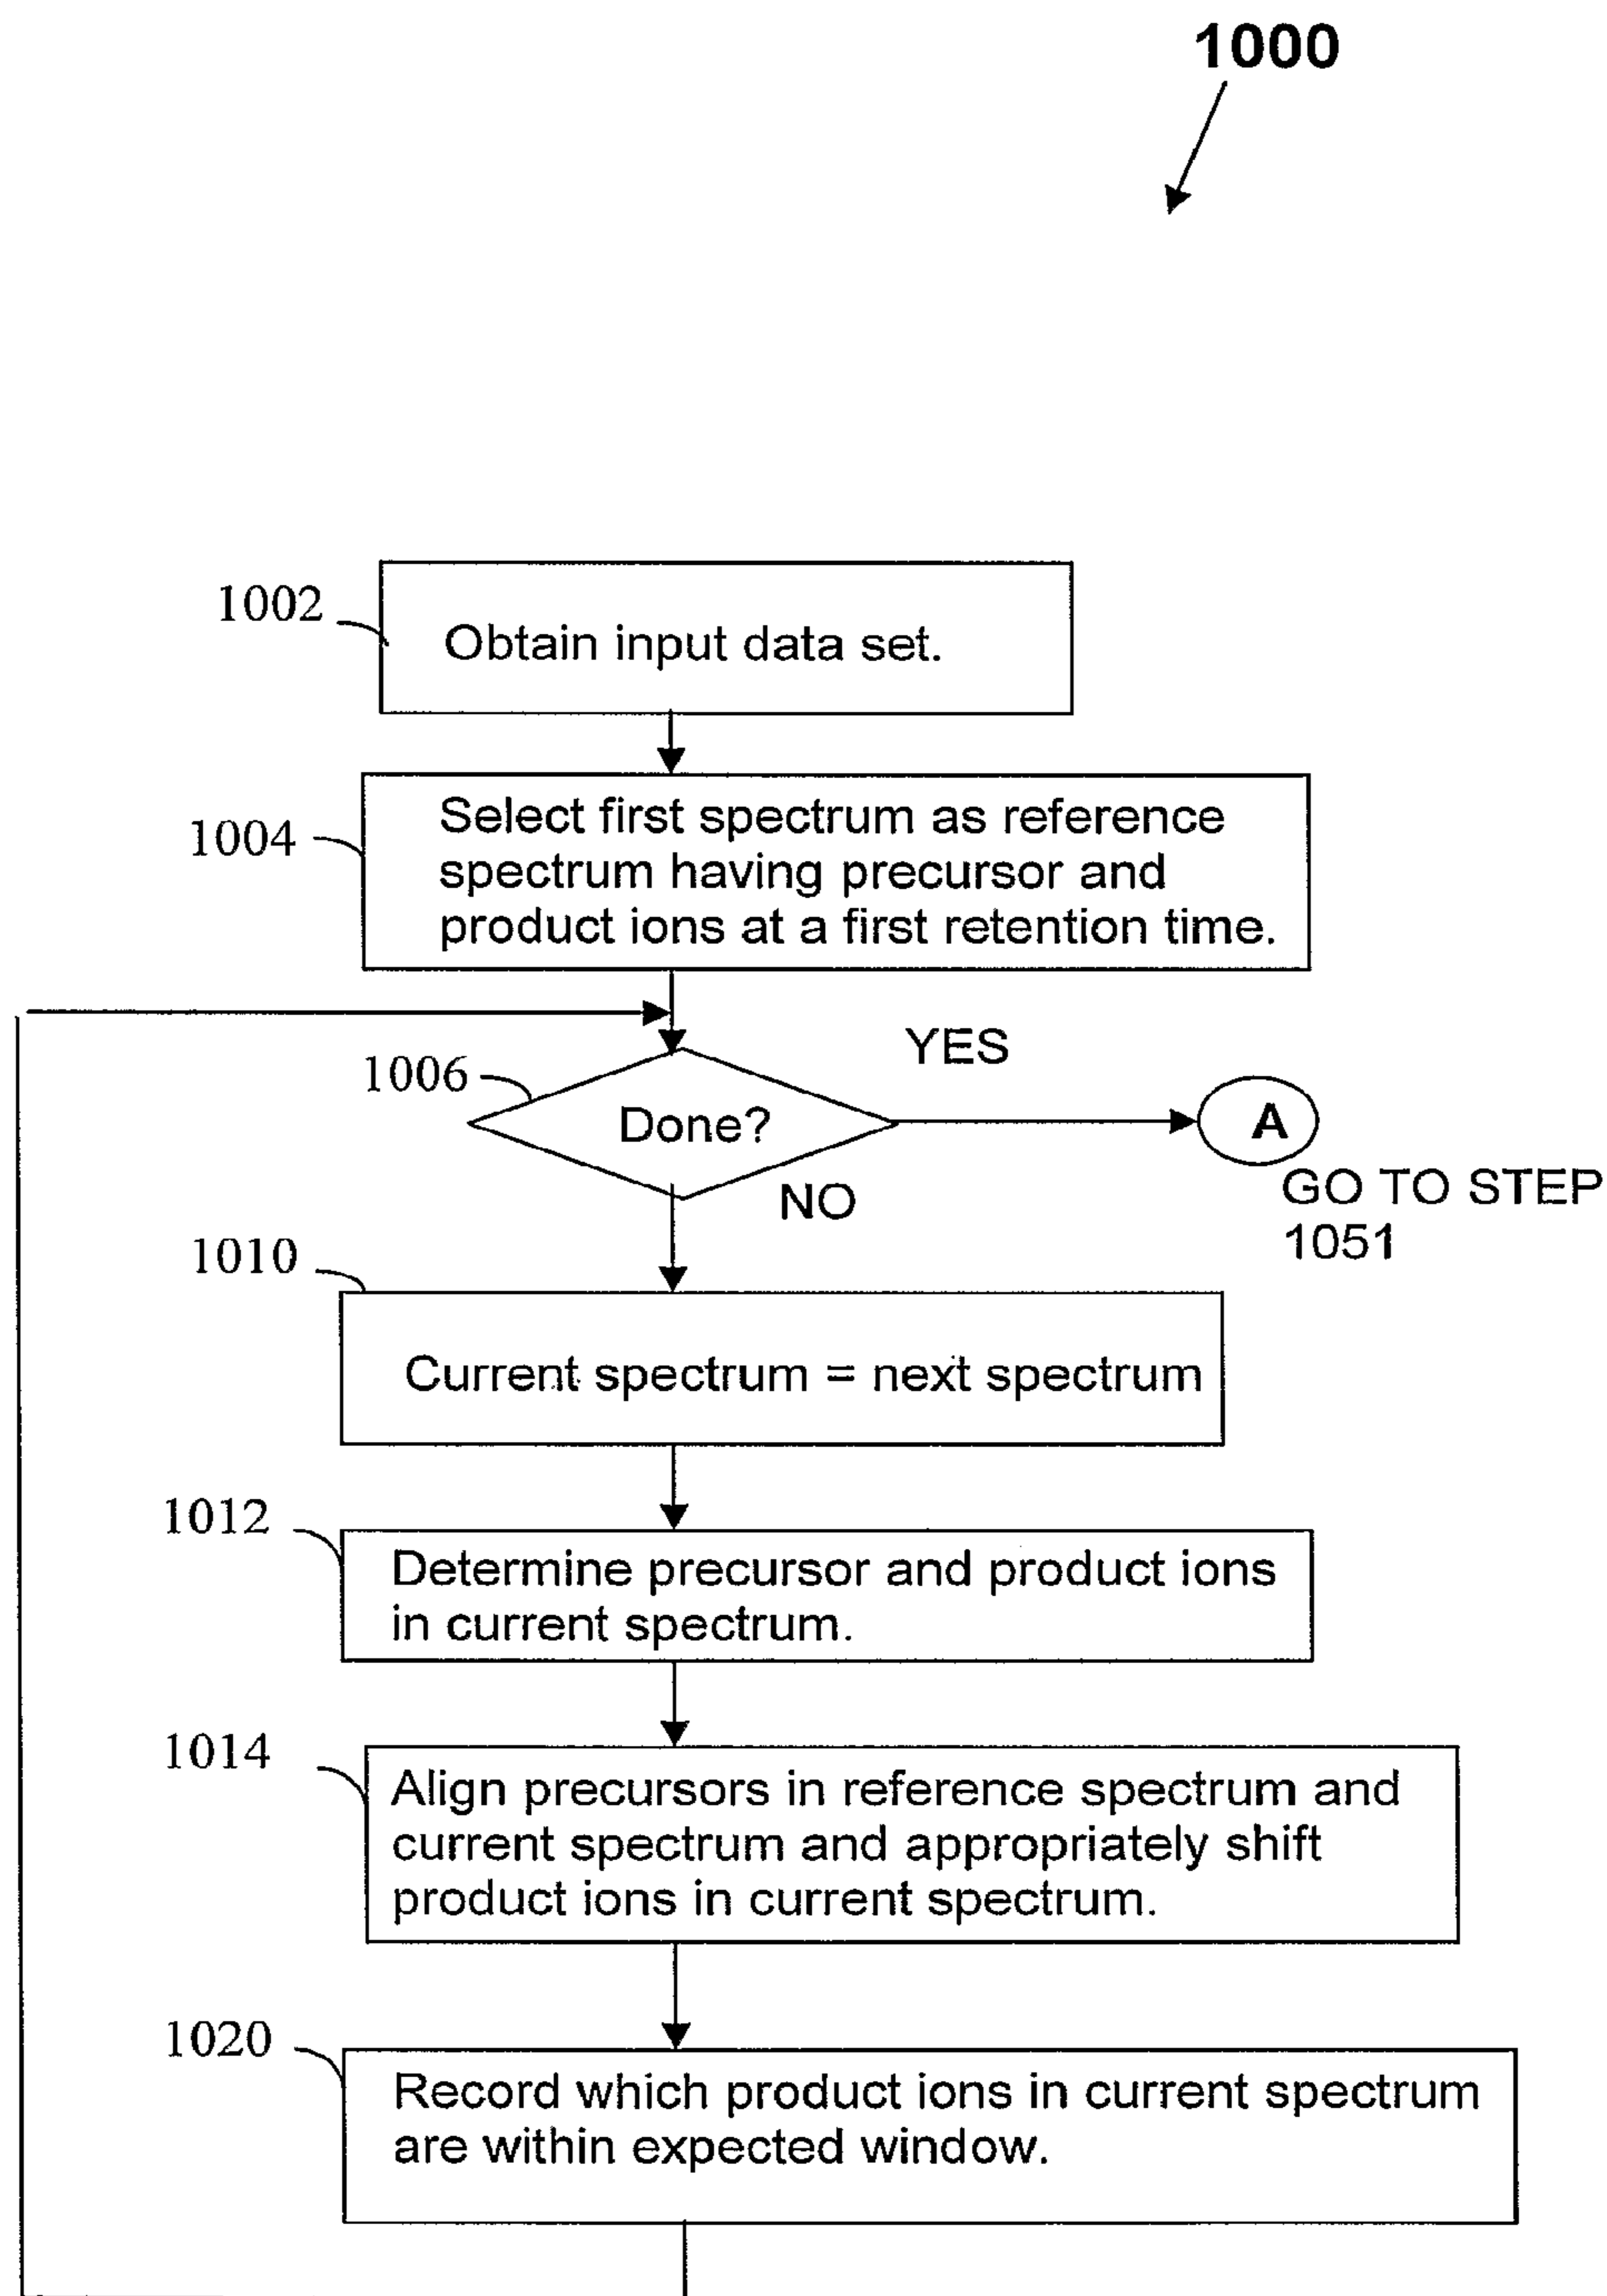 1000
1002
Obtain input data set.
1004
Select first spectrum as reference
spectrum having precursor and
product ions at a first retention time.
YES
1006
Done?
A
NO
GO TO STEP
1051
1010
Current spectrum = next spectrum
1012
Determine precursor and product ions
in current spectrum.
1014
Align precursors in reference spectrum and
current spectrum and appropriately shift
product ions in current spectrum.
1020
Record which product ions in current spectrum
are within expected window.